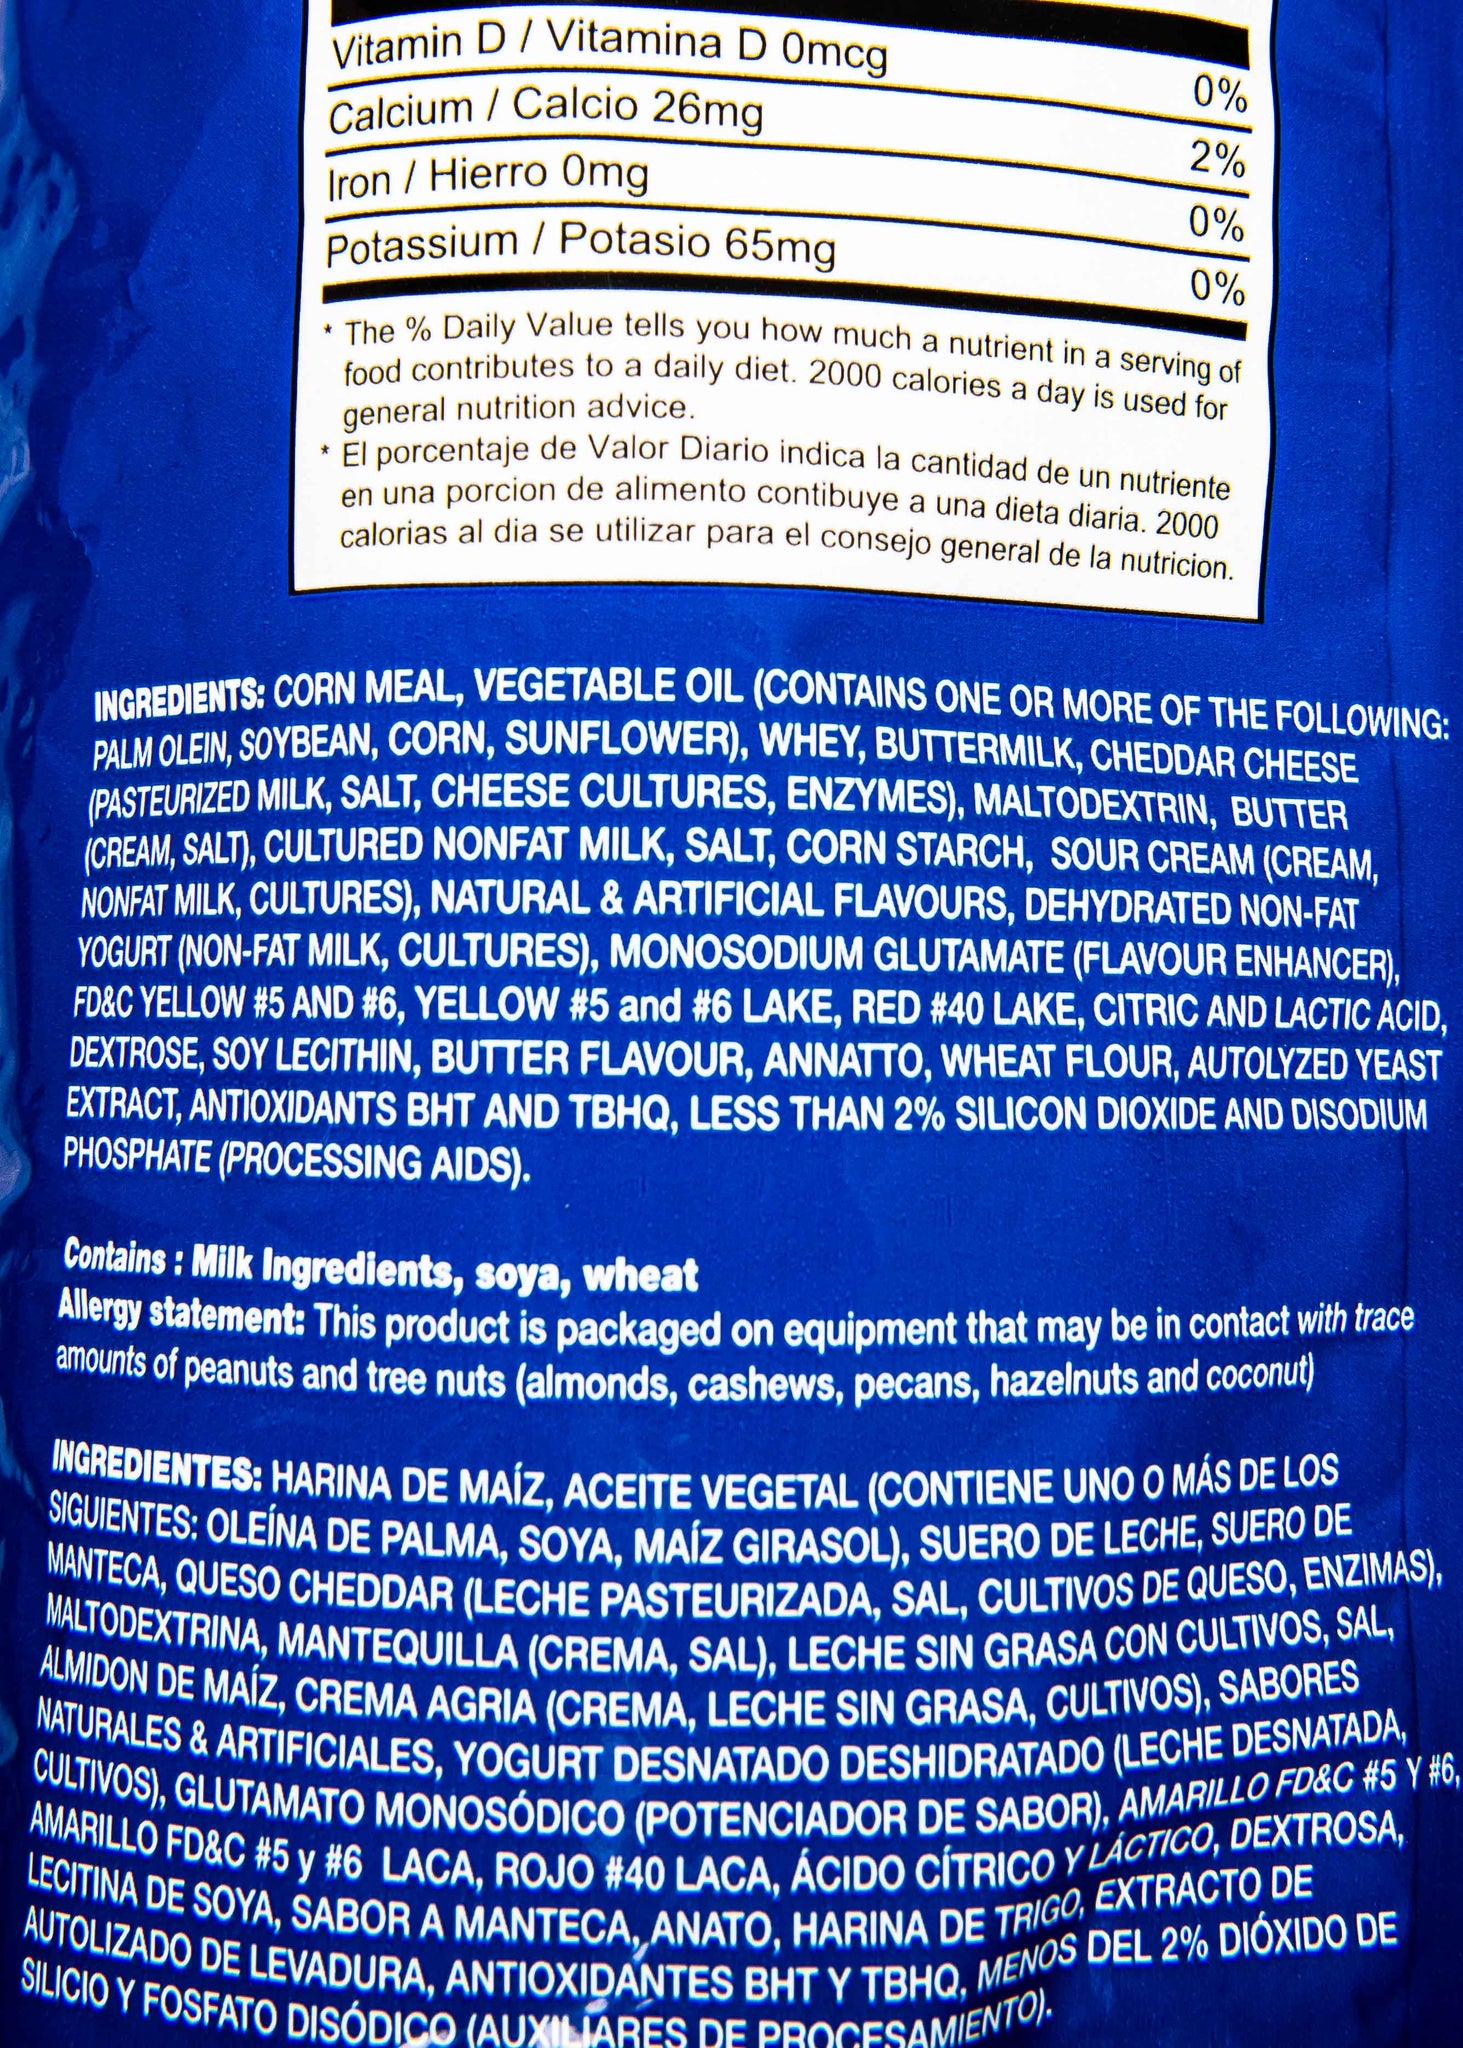 Vitamin D / Vitamina D 0mcg 0%
Calcium / Calcio 26mg 2%
Iron / Hierro 0mg 0%
Potassium / Potasio 65mg 0%
* The % Daily Value tells you how much a nutrient in a serving of
food contributes to a daily diet. 2000 calories a day is used for
general nutrition advice.
* El porcentaje de Valor Diario indica la cantidad de un nutriente
en una porcion de alimento contibuye a una dieta diaria. 2000
calorias al dia se utilizar para el consejo general de la nutricion.
INGREDIENTS: CORN MEAL, VEGETABLE OIL (CONTAINS ONE OR MORE OF THE FOLLOWING:
PALM OLEIN, SOYBEAN, CORN, SUNFLOWER), WHEY, BUTTERMILK, CHEDDAR CHEESE
(PASTEURIZED MILK, SALT, CHEESE CULTURES, ENZYMES), MALTODEXTRIN, BUTTER
(CREAM, SALT), CULTURED NONFAT MILK, SALT, CORN STARCH, SOUR CREAM (CREAM,
NONFAT MILK, CULTURES), NATURAL & ARTIFICIAL FLAVOURS, DEHYDRATED NON-FAT
YOGURT (NON-FAT MILK, CULTURES), MONOSODIUM GLUTAMATE (FLAVOUR ENHANCER),
FD&C YELLOW #5 AND #6, YELLOW #5 and #6 LAKE, RED #40 LAKE, CITRIC AND LACTIC ACID,
DEXTROSE, SOY LECITHIN, BUTTER FLAVOUR, ANNATTO, WHEAT FLOUR, AUTOLYZED YEAST
EXTRACT, ANTIOXIDANTS BHT AND TBHQ, LESS THAN 2% SILICON DIOXIDE AND DISODIUM
PHOSPHATE (PROCESSING AIDS).
Contains : Milk Ingredients, soya, wheat
Allergy statement: This product is packaged on equipment that may be in contact with trace
amounts of peanuts and tree nuts (almonds, cashews, pecans, hazelnuts and coconut)
INGREDIENTES: HARINA DE MAÍZ, ACEITE VEGETAL (CONTIENE UNO O MÁS DE LOS
SIGUIENTES: OLEÍNA DE PALMA, SOYA, MAÍZ GIRASOL), SUERO DE LECHE, SUERO DE
MANTECA, QUESO CHEDDAR (LECHE PASTEURIZADA, SAL, CULTIVOS DE QUESO, ENZIMAS),
MALTODEXTRINA, MANTEQUILLA (CREMA, SAL), LECHE SIN GRASA CON CULTIVOS, SAL,
ALMIDON DE MAÍZ, CREMA AGRIA (CREMA, LECHE SIN GRASA, CULTIVOS), SABORES
NATURALES & ARTIFICIALES, YOGURT DESNATADO DESHIDRATADO (LECHE DESNATADA,
CULTIVOS), GLUTAMATO MONOSÓDICO (POTENCIADOR DE SABOR), AMARILLO FD&C #5 Y #6,
AMARILLO FD&C #5 y #6 LACA, ROJO #40 LACA, ÁCIDO CÍTRICO Y LÁCTICO, DEXTROSA,
LECITINA DE SOYA, SABOR A MANTECA, ANATO, HARINA DE TRIGO, EXTRACTO DE
AUTOLIZADO DE LEVADURA, ANTIOXIDANTES BHT Y TBHQ, MENOS DEL 2% DIÓXIDO DE
SILICIO Y FOSFATO DISÓDICO (AUXILIARES DE PROCESAMIENTO).